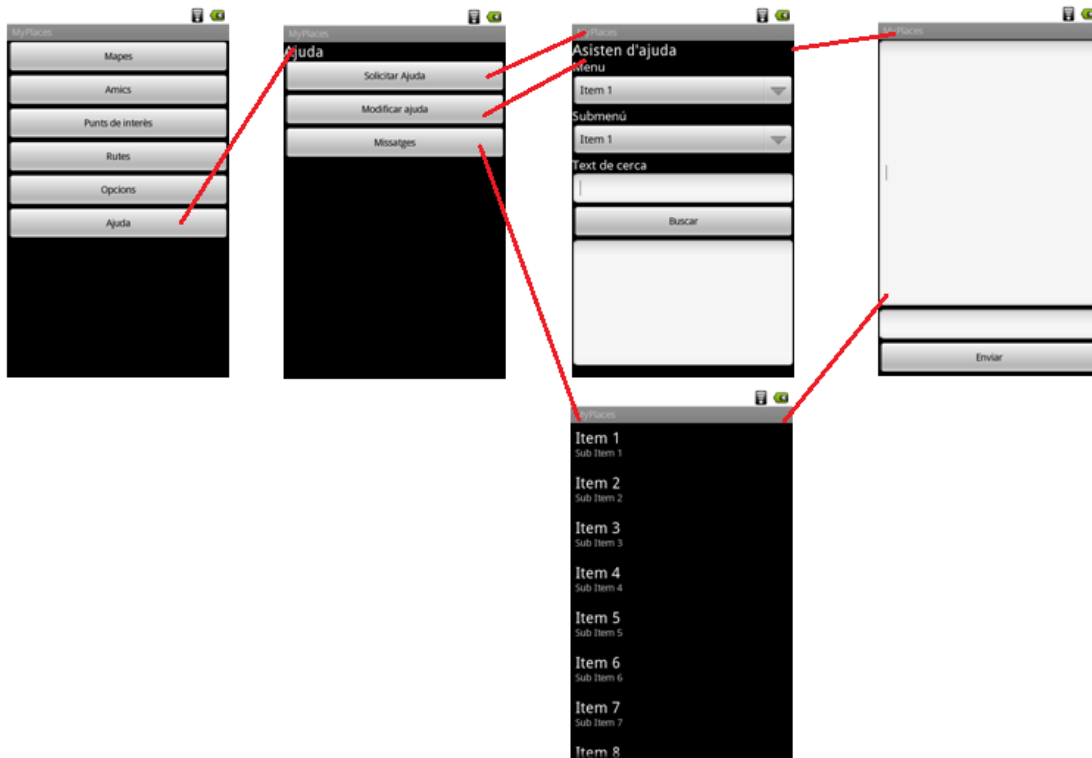 MyPlaces
Mapes
Amics
Punts de interès
Rutes
Opcions
Ajuda
MyPlaces
Ajuda
Solicitar Ajuda
Modificar ajuda
Missatges
MyPlaces
Asisten d'ajuda
Menu
Item 1
Submenú
Item 1
Text de cerca
Buscar
MyPlaces
Enviar
MyPlaces
Item 1
Sub Item 1
Item 2
Sub Item 2
Item 3
Sub Item 3
Item 4
Sub Item 4
Item 5
Sub Item 5
Item 6
Sub Item 6
Item 7
Sub Item 7
Item 8